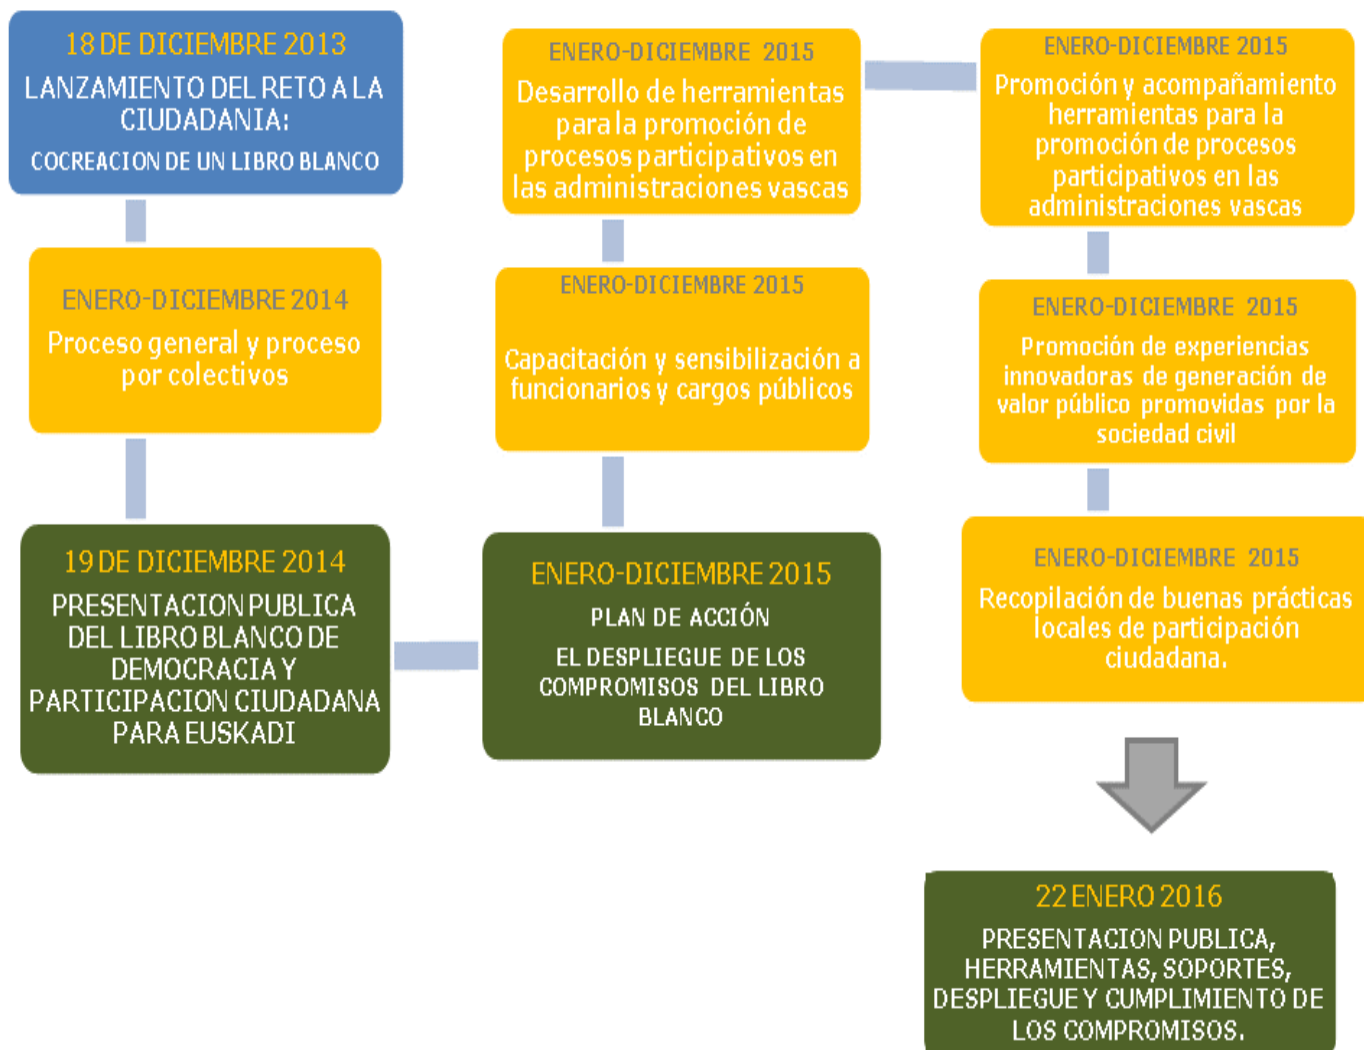 18 DE DICIEMBRE 2013
LANZAMIENTO DEL RETO A LA
CIUDADANIA:
COCREACION DE UN LIBRO BLANCO
ENERO-DICIEMBRE 2014
Proceso general y proceso
por colectivos
19 DE DICIEMBRE 2014
PRESENTACION PUBLICA
DEL LIBRO BLANCO DE
DEMOCRACIA Y
PARTICIPACION CIUDADANA
PARA EUSKADI
ENERO-DICIEMBRE 2015
PLAN DE ACCIÓN
EL DESPLIEGUE DE LOS
COMPROMISOS DEL LIBRO
BLANCO
ENERO-DICIEMBRE 2015
Capacitación y sensibilización a
funcionarios y cargos públicos
ENERO-DICIEMBRE 2015
Desarrollo de herramientas
para la promoción de
procesos participativos en
las administraciones vascas
ENERO-DICIEMBRE 2015
Promoción y acompañamiento
herramientas para la
promoción de procesos
participativos en las
administraciones vascas
ENERO-DICIEMBRE 2015
Promoción de experiencias
innovadoras de generación de
valor público promovidas por la
sociedad civil
ENERO-DICIEMBRE 2015
Recopilación de buenas prácticas
locales de participación
ciudadana.
22 ENERO 2016
PRESENTACION PUBLICA,
HERRAMIENTAS, SOPORTES,
DESPLIEGUE Y CUMPLIMIENTO DE
LOS COMPROMISOS.